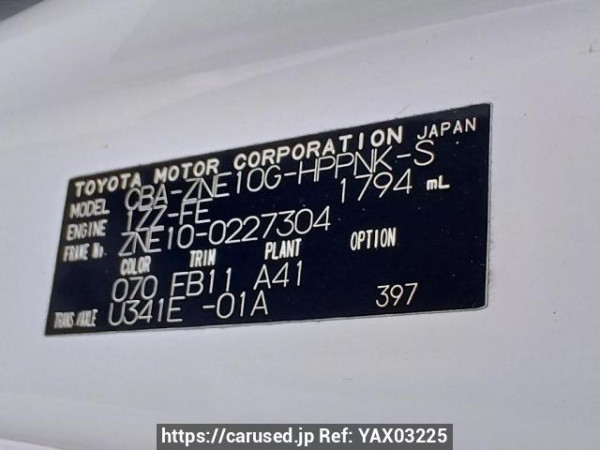 TOYOTA MOTOR CORPORATION JAPAN
MODEL CBA-ZNE10G-HPPNK-S
ENGINE 1ZZ-FE 1794 mL
FRAME No. ZNE10-0227304
COLOR TRIM PLANT OPTION
070 FB11 A41
TRANS/AXLE U341E -01A 397
https://carused.jp Ref: YAX03225